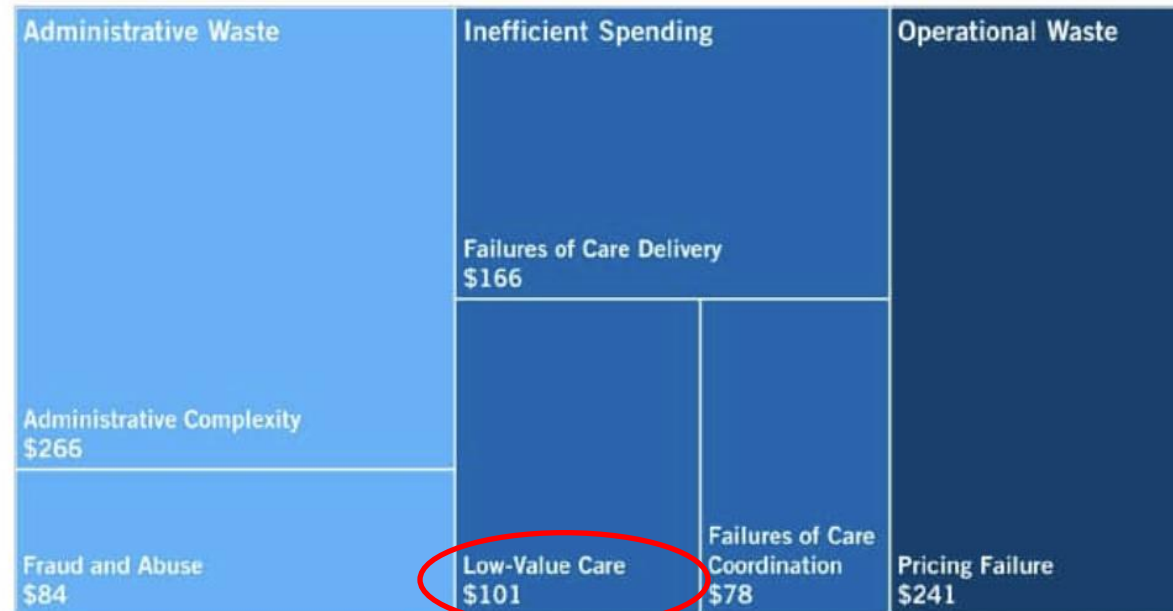 Administrative Waste
Administrative Complexity
$266
Fraud and Abuse
$84
Inefficient Spending
Failures of Care Delivery
$166
Low-Value Care
$101
Failures of Care
Coordination
$78
Operational Waste
Pricing Failure
$241